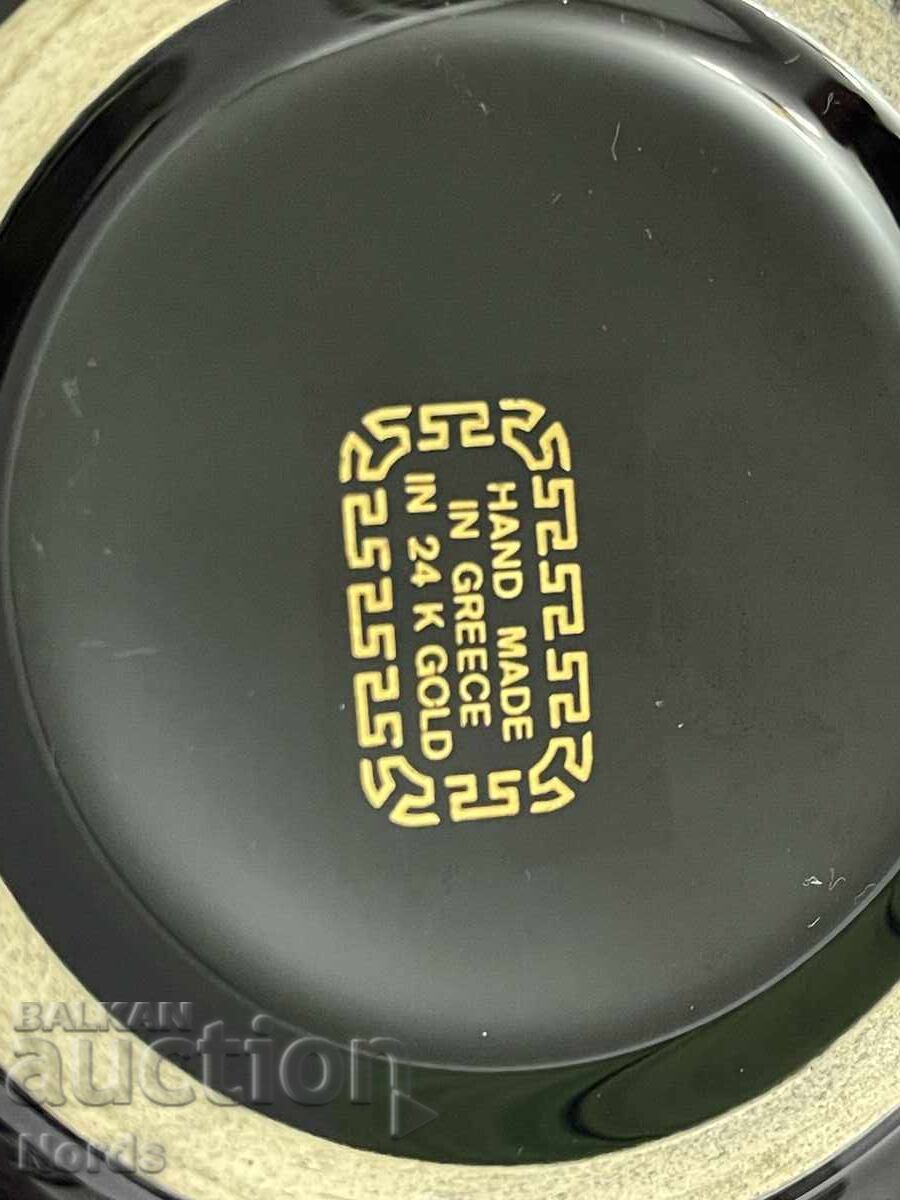 HAND MADE
IN GREECE
IN 24 K GOLD
BALKAN
auction
Nords